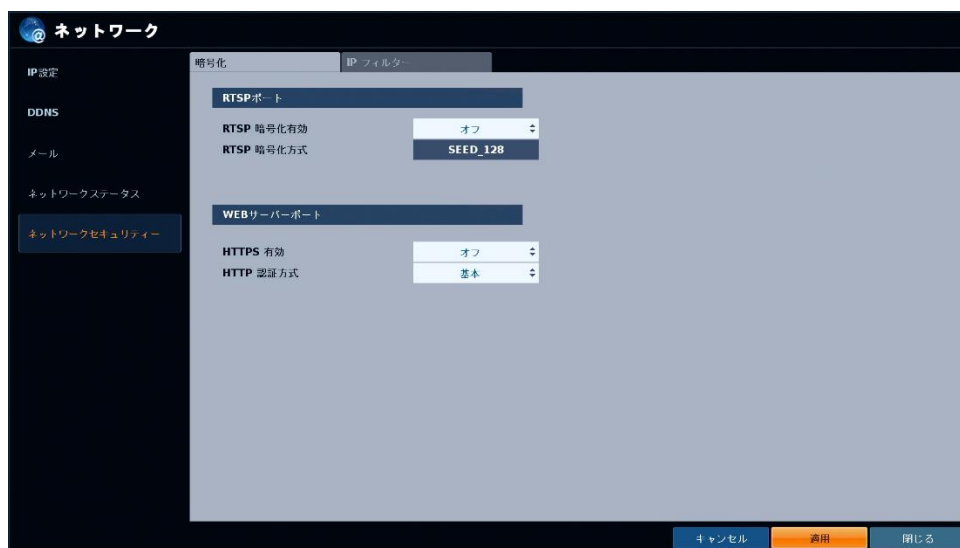 ネットワーク
IP設定
DDNS
メール
ネットワークステータス
ネットワークセキュリティー
暗号化
IP フィルター
RTSPポート
RTSP 暗号化有効 オフ
RTSP 暗号化方式 SEED_128
WEBサーバーポート
HTTPS 有効 オフ
HTTP 認証方式 基本
キャンセル 適用 閉じる